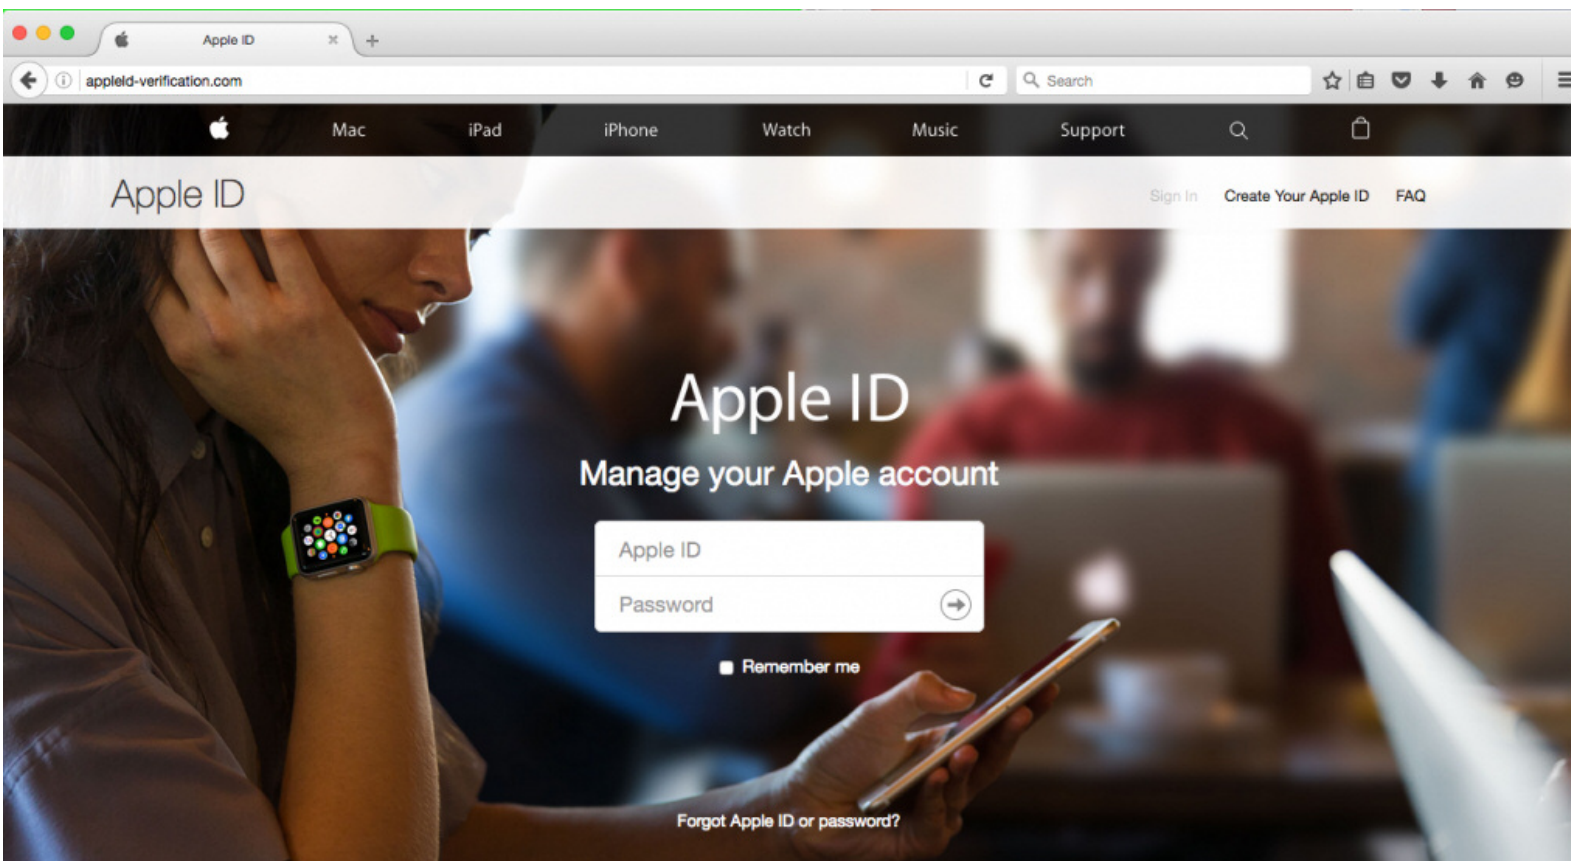 Apple ID
appleId-verification.com
Search
Mac iPad iPhone Watch Music Support
Apple ID
Sign In Create Your Apple ID FAQ
Apple ID
Manage your Apple account
Apple ID
Password
Remember me
Forgot Apple ID or password?